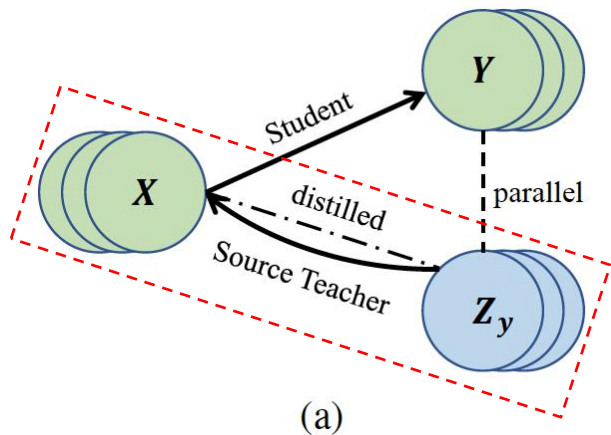 Y
Student
X
parallel
distilled
Source Teacher
Z_y
(a)